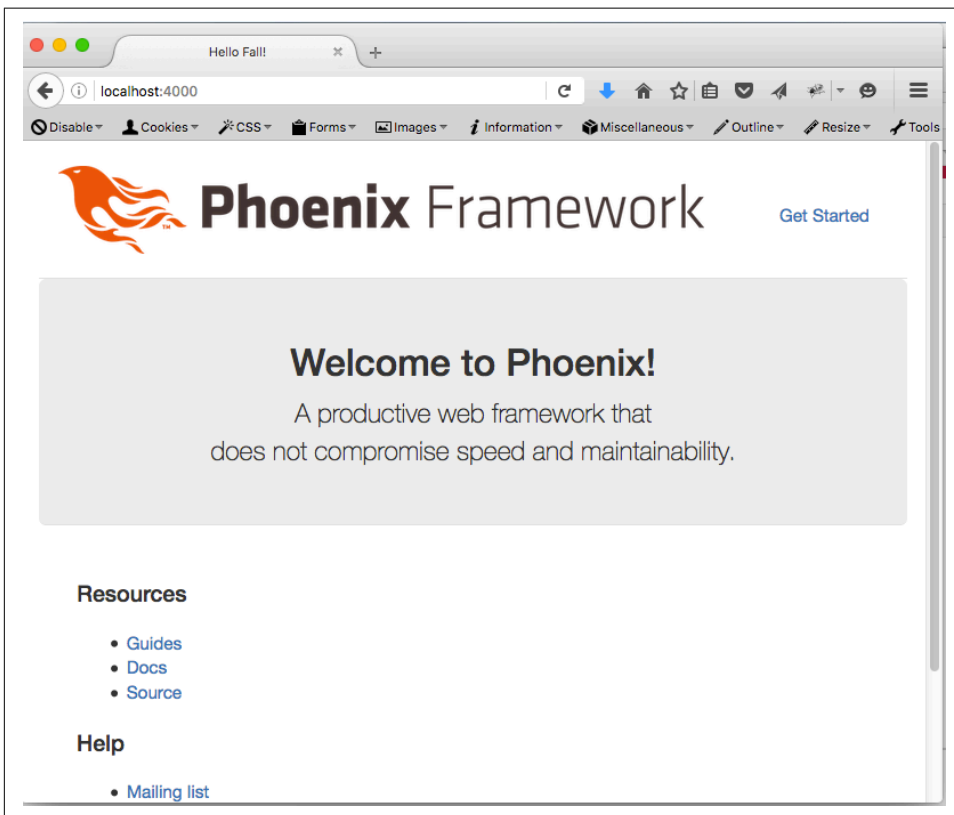 Hello Fall!
localhost:4000
Disable Cookies CSS Forms Images Information Miscellaneous Outline Resize Tools
Phoenix Framework
TM
Get Started
Welcome to Phoenix!
A productive web framework that
does not compromise speed and maintainability.
Resources
Guides
Docs
Source
Help
Mailing list